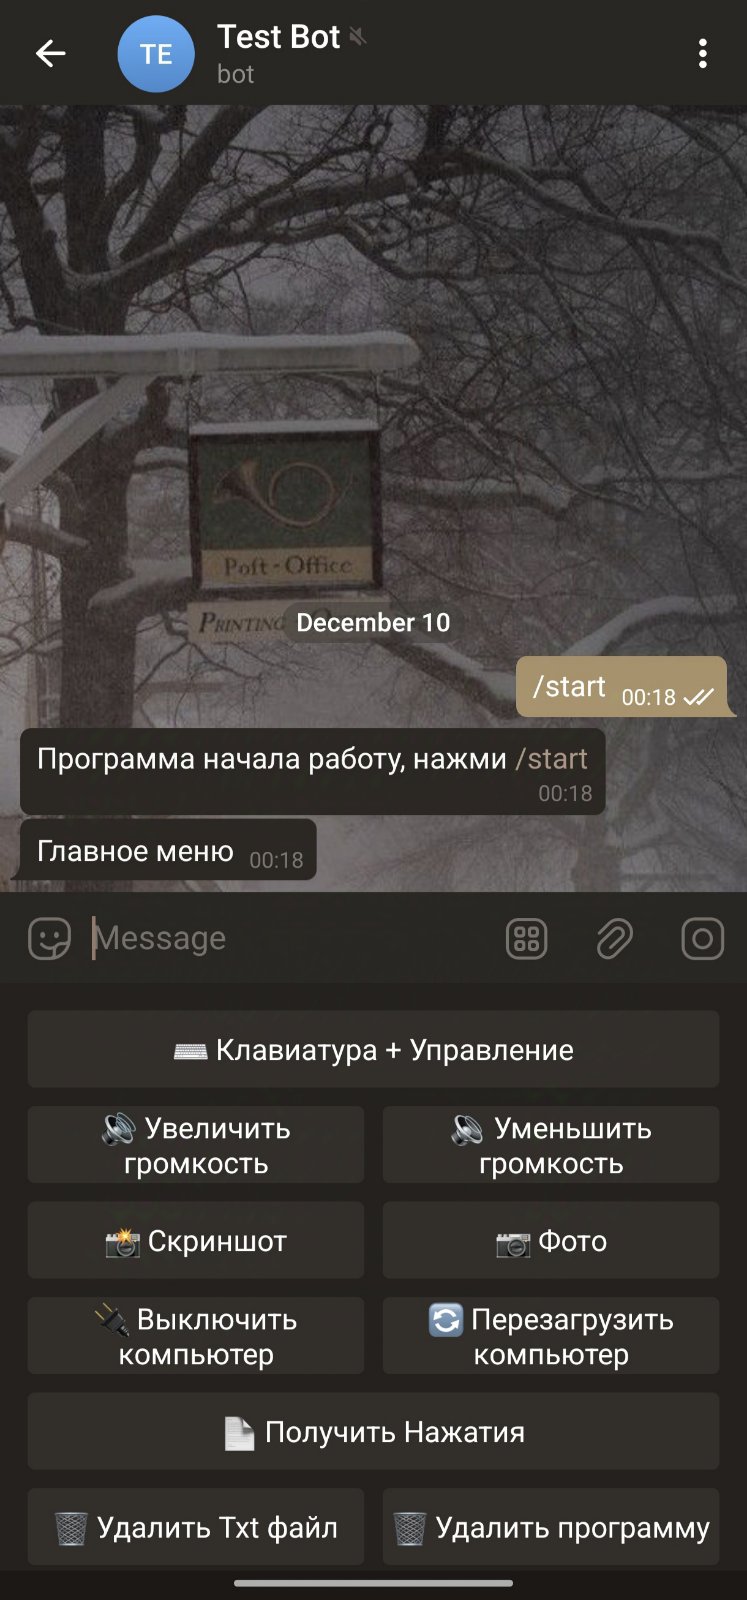 Test Bot
TE
bot
Post-Office
PRINTING
December 10
/start 00:18
Программа начала работу, нажми /start
00:18
Главное меню 00:18
Message
Клавиатура + Управление
Увеличить
громкость
Уменьшить
громкость
Скриншот
Фото
Выключить
компьютер
Перезагрузить
компьютер
Получить Нажатия
Удалить Txt файл
Удалить программу